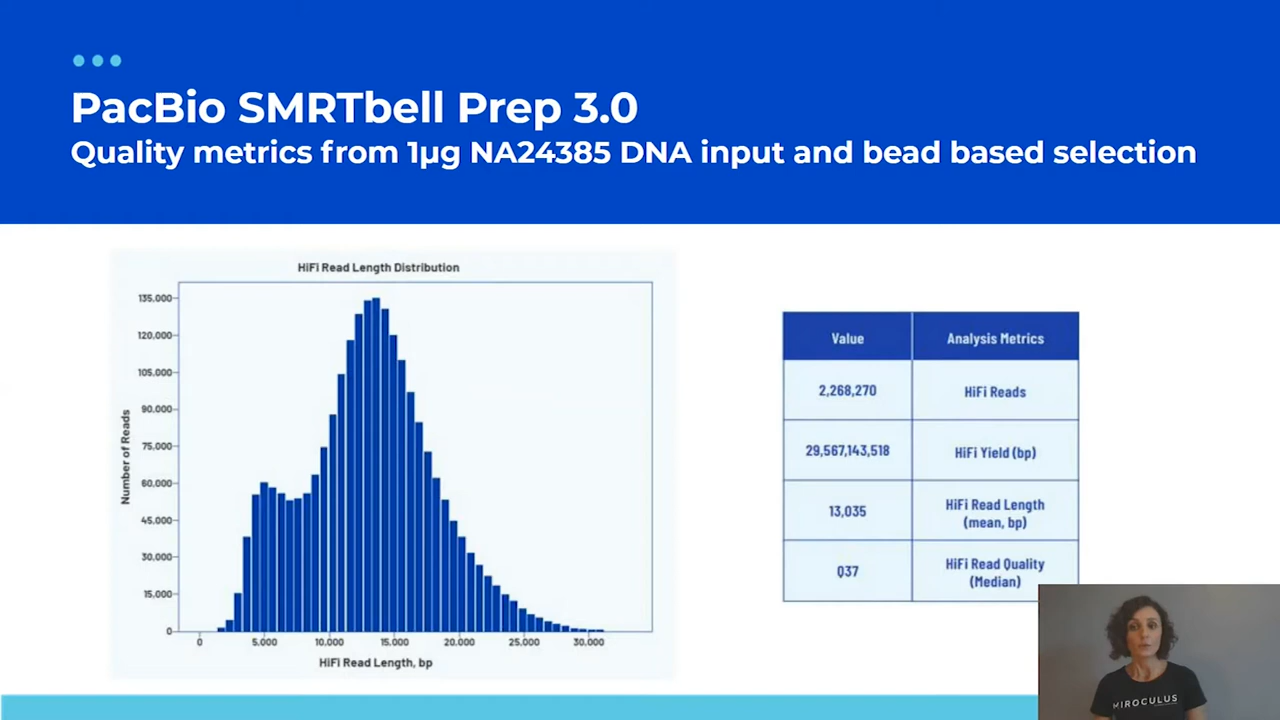 PacBio SMRTbell Prep 3.0
Quality metrics from 1µg NA24385 DNA input and bead based selection
HiFi Read Length Distribution
Number of Reads
135,000
120,000
105,000
90,000
75,000
60,000
45,000
30,000
15,000
0
0 5,000 10,000 15,000 20,000 25,000 30,000
HiFi Read Length, bp
Value Analysis Metrics
2,268,270 HiFi Reads
29,567,143,518 HiFi Yield (bp)
13,035 HiFi Read Length
(mean, bp)
Q37 HiFi Read Quality
(Median)
MIROCULUS